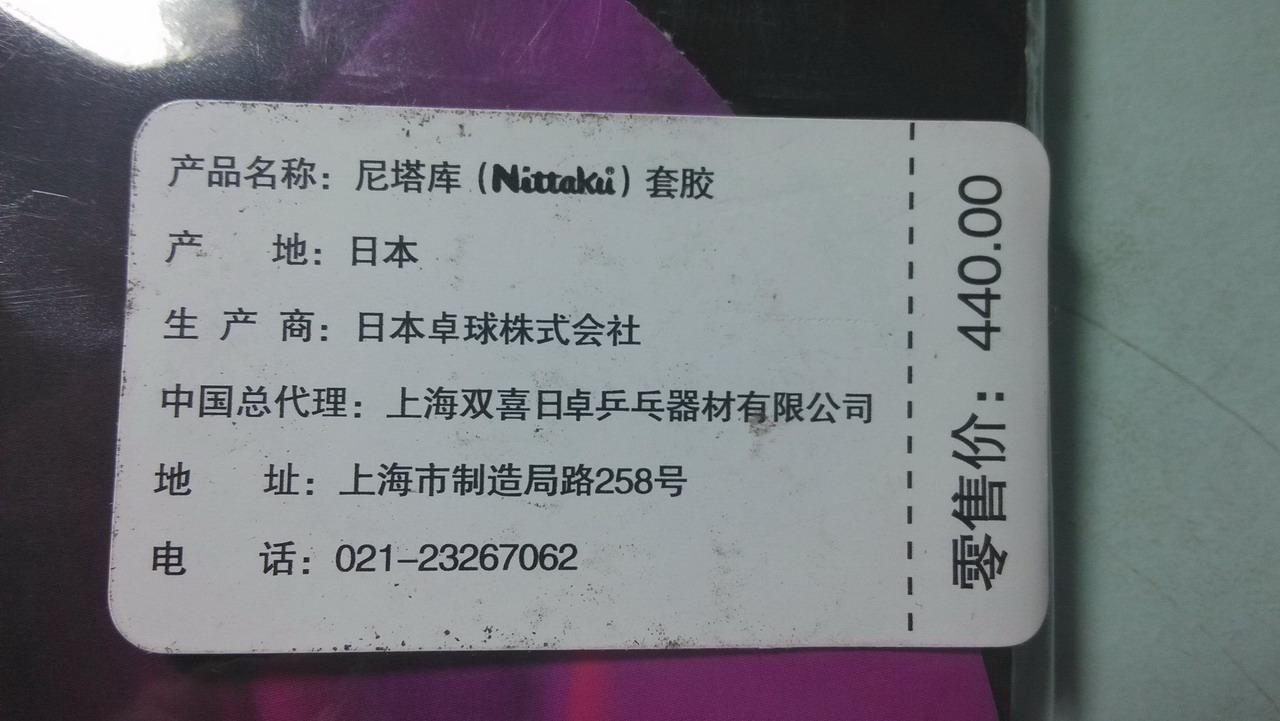 产品名称：尼塔库（Nittaku）套胶
产 地：日本
生 产 商：日本卓球株式会社
中国总代理：上海双喜日卓乒乓器材有限公司
地 址：上海市制造局路258号
电 话：021-23267062
零售价：440.00